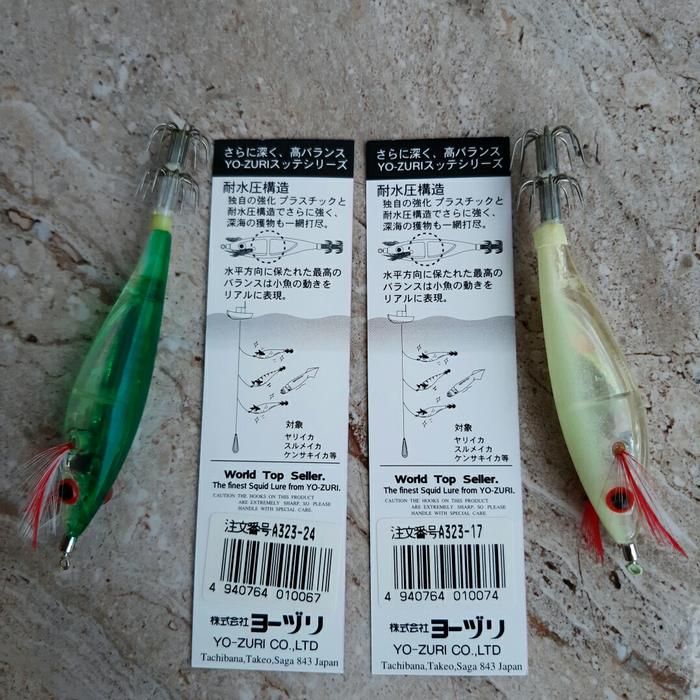 さらに深く、高バランス
YO-ZURIスッテシリーズ
耐水圧構造
独自の強化プラスチックと
耐水圧構造でさらに強く、
深海の獲物も一網打尽。
水平方向に保たれた最高の
バランスは小魚の動きを
リアルに表現。
対象
ヤリイカ
スルメイカ
ケンサキイカ等
World Top Seller.
The finest Squid Lure from YO-ZURI.
CAUTION THE HOOKS ON THIS PRODUCT
ARE EXTREMELY SHARP, SO PLEASE
HANDLE WITH SPECIAL CARE.
注文番号A323-24
4 940764 010067
株式会社ヨーヅリ
YO-ZURI CO.,LTD
Tachibana,Takeo,Saga 843 Japan
さらに深く、高バランス
YO-ZURIスッテシリーズ
耐水圧構造
独自の強化プラスチックと
耐水圧構造でさらに強く、
深海の獲物も一網打尽。
水平方向に保たれた最高の
バランスは小魚の動きを
リアルに表現。
対象
ヤリイカ
スルメイカ
ケンサキイカ等
World Top Seller.
The finest Squid Lure from YO-ZURI.
CAUTION THE HOOKS ON THIS PRODUCT
ARE EXTREMELY SHARP, SO PLEASE
HANDLE WITH SPECIAL CARE.
注文番号A323-17
4 940764 010074
株式会社ヨーヅリ
YO-ZURI CO.,LTD
Tachibana,Takeo,Saga 843 Japan